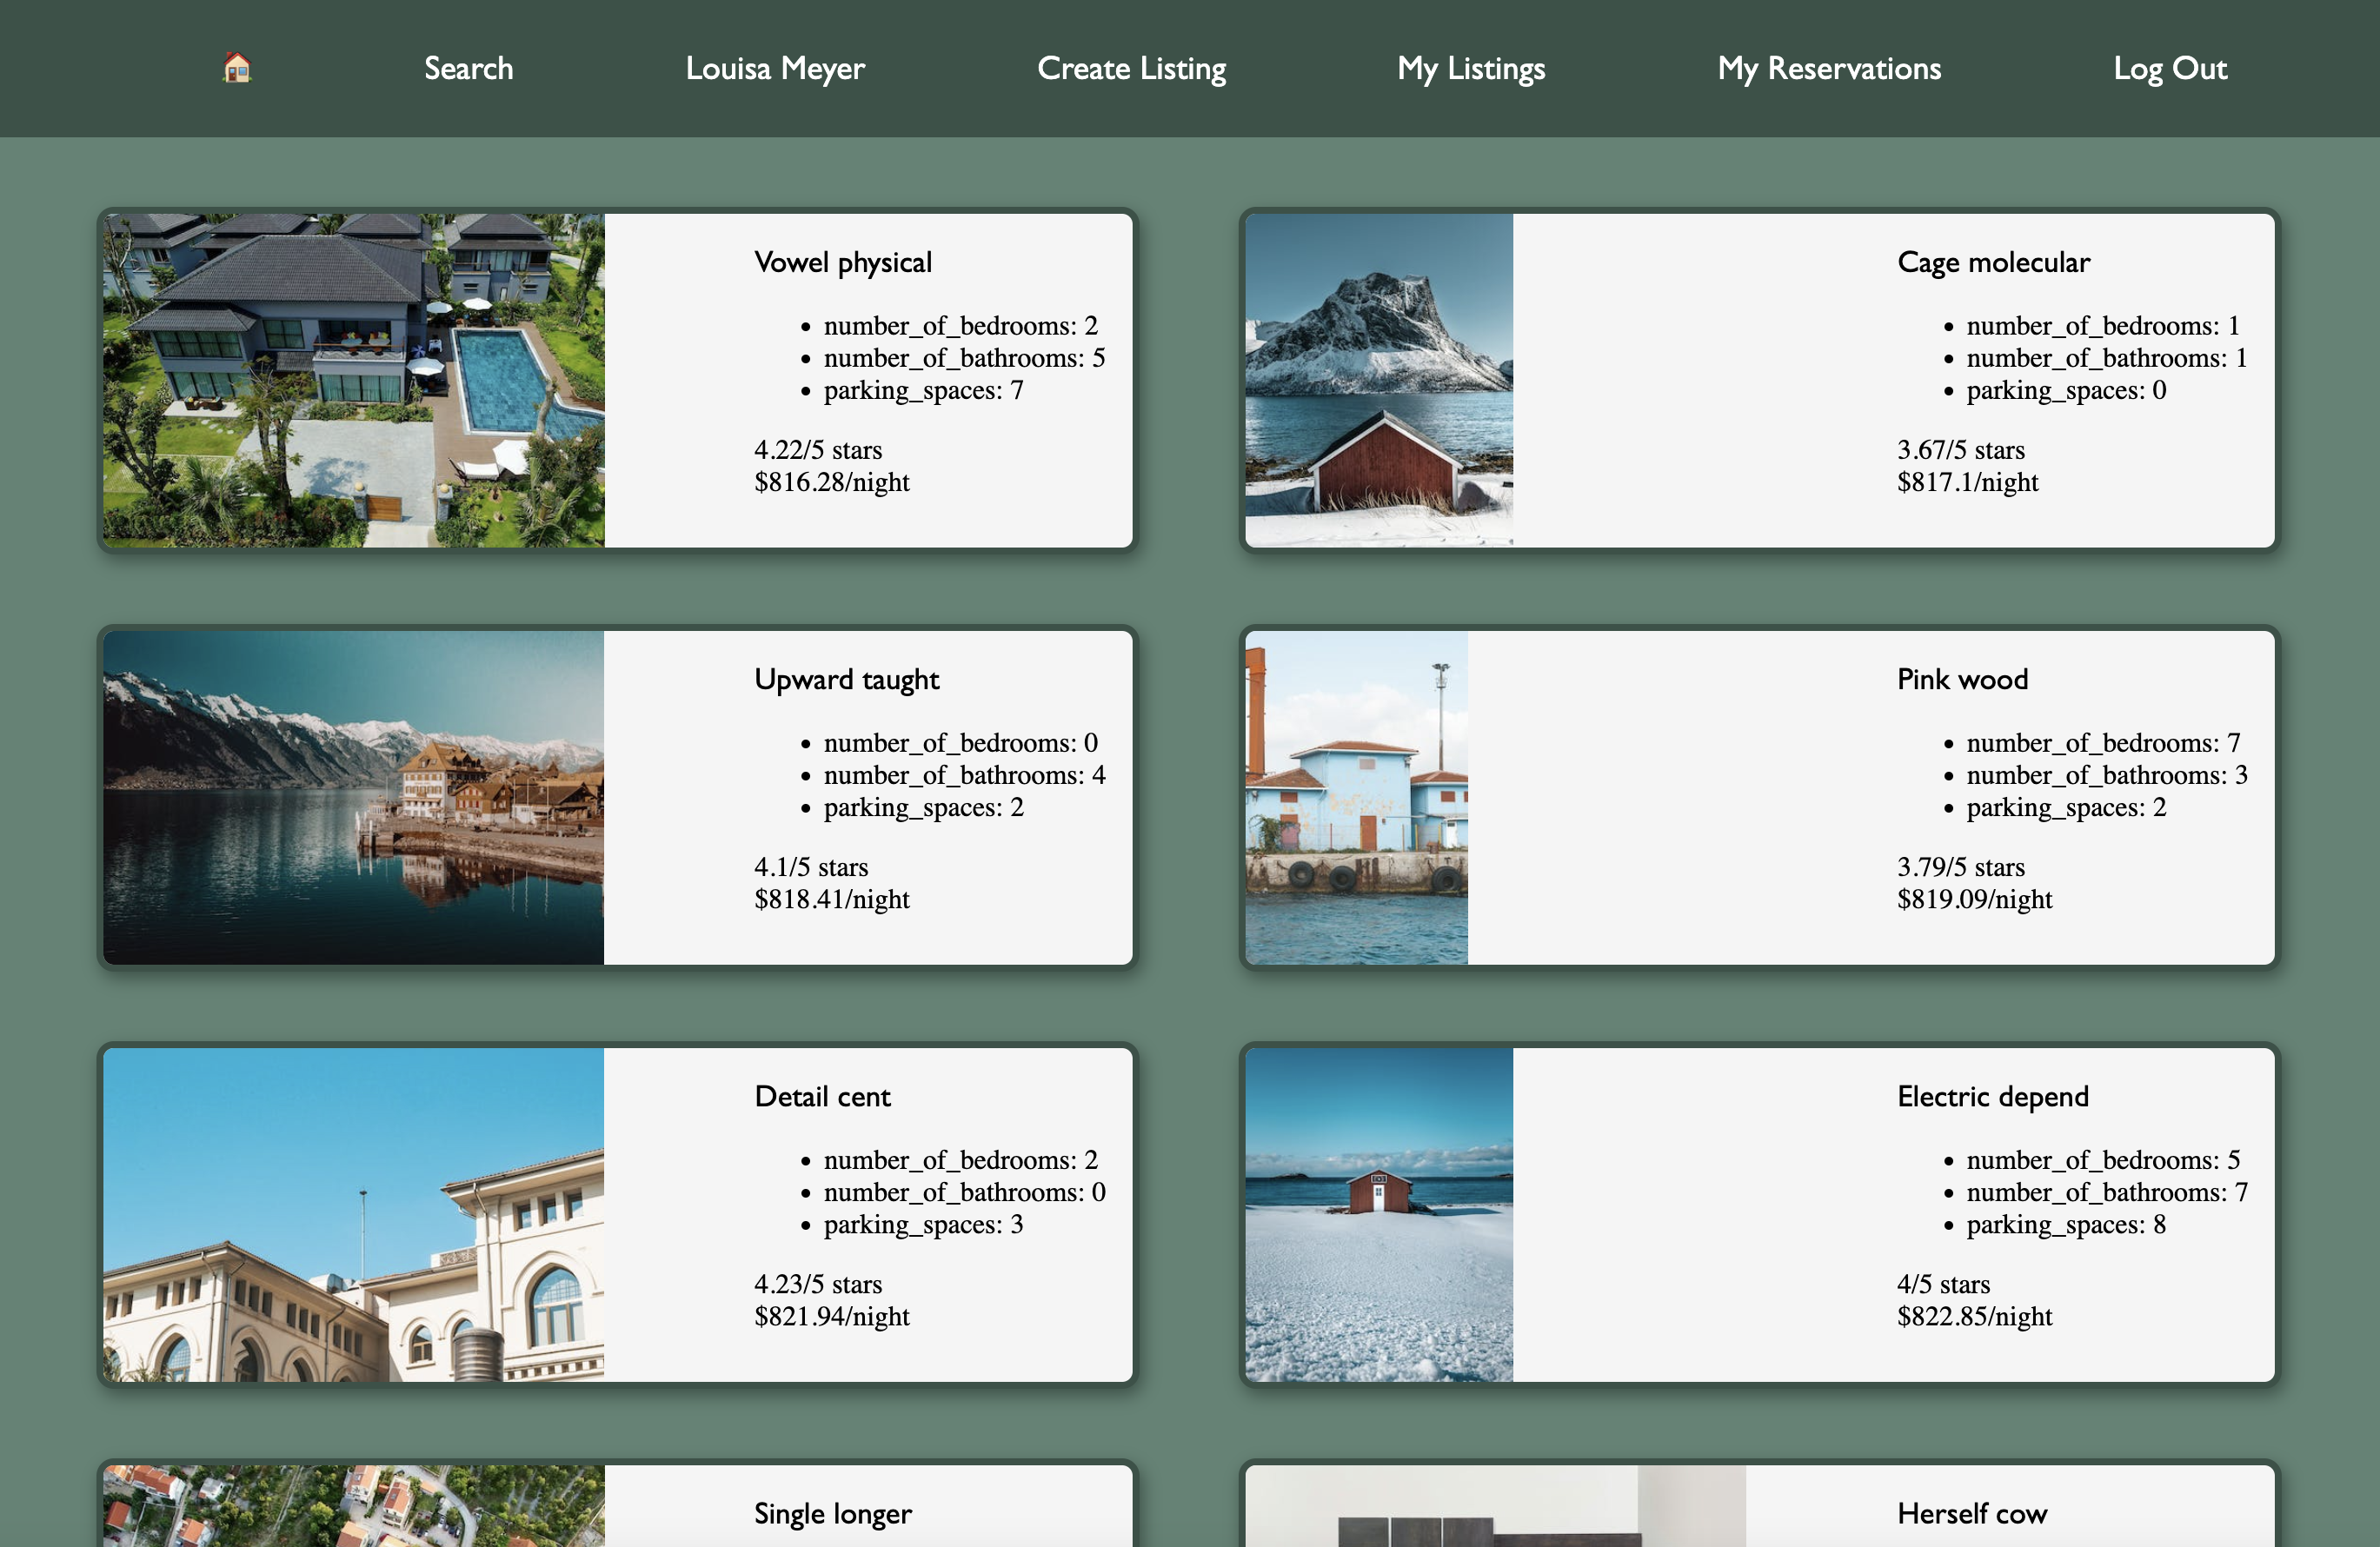 🏠 Search Louisa Meyer Create Listing My Listings My Reservations Log Out
Vowel physical
• number_of_bedrooms: 2
• number_of_bathrooms: 5
• parking_spaces: 7
4.22/5 stars
$816.28/night
Cage molecular
• number_of_bedrooms: 1
• number_of_bathrooms: 1
• parking_spaces: 0
3.67/5 stars
$817.1/night
Upward taught
• number_of_bedrooms: 0
• number_of_bathrooms: 4
• parking_spaces: 2
4.1/5 stars
$818.41/night
Pink wood
• number_of_bedrooms: 7
• number_of_bathrooms: 3
• parking_spaces: 2
3.79/5 stars
$819.09/night
Detail cent
• number_of_bedrooms: 2
• number_of_bathrooms: 0
• parking_spaces: 3
4.23/5 stars
$821.94/night
Electric depend
• number_of_bedrooms: 5
• number_of_bathrooms: 7
• parking_spaces: 8
4/5 stars
$822.85/night
Single longer
Herself cow